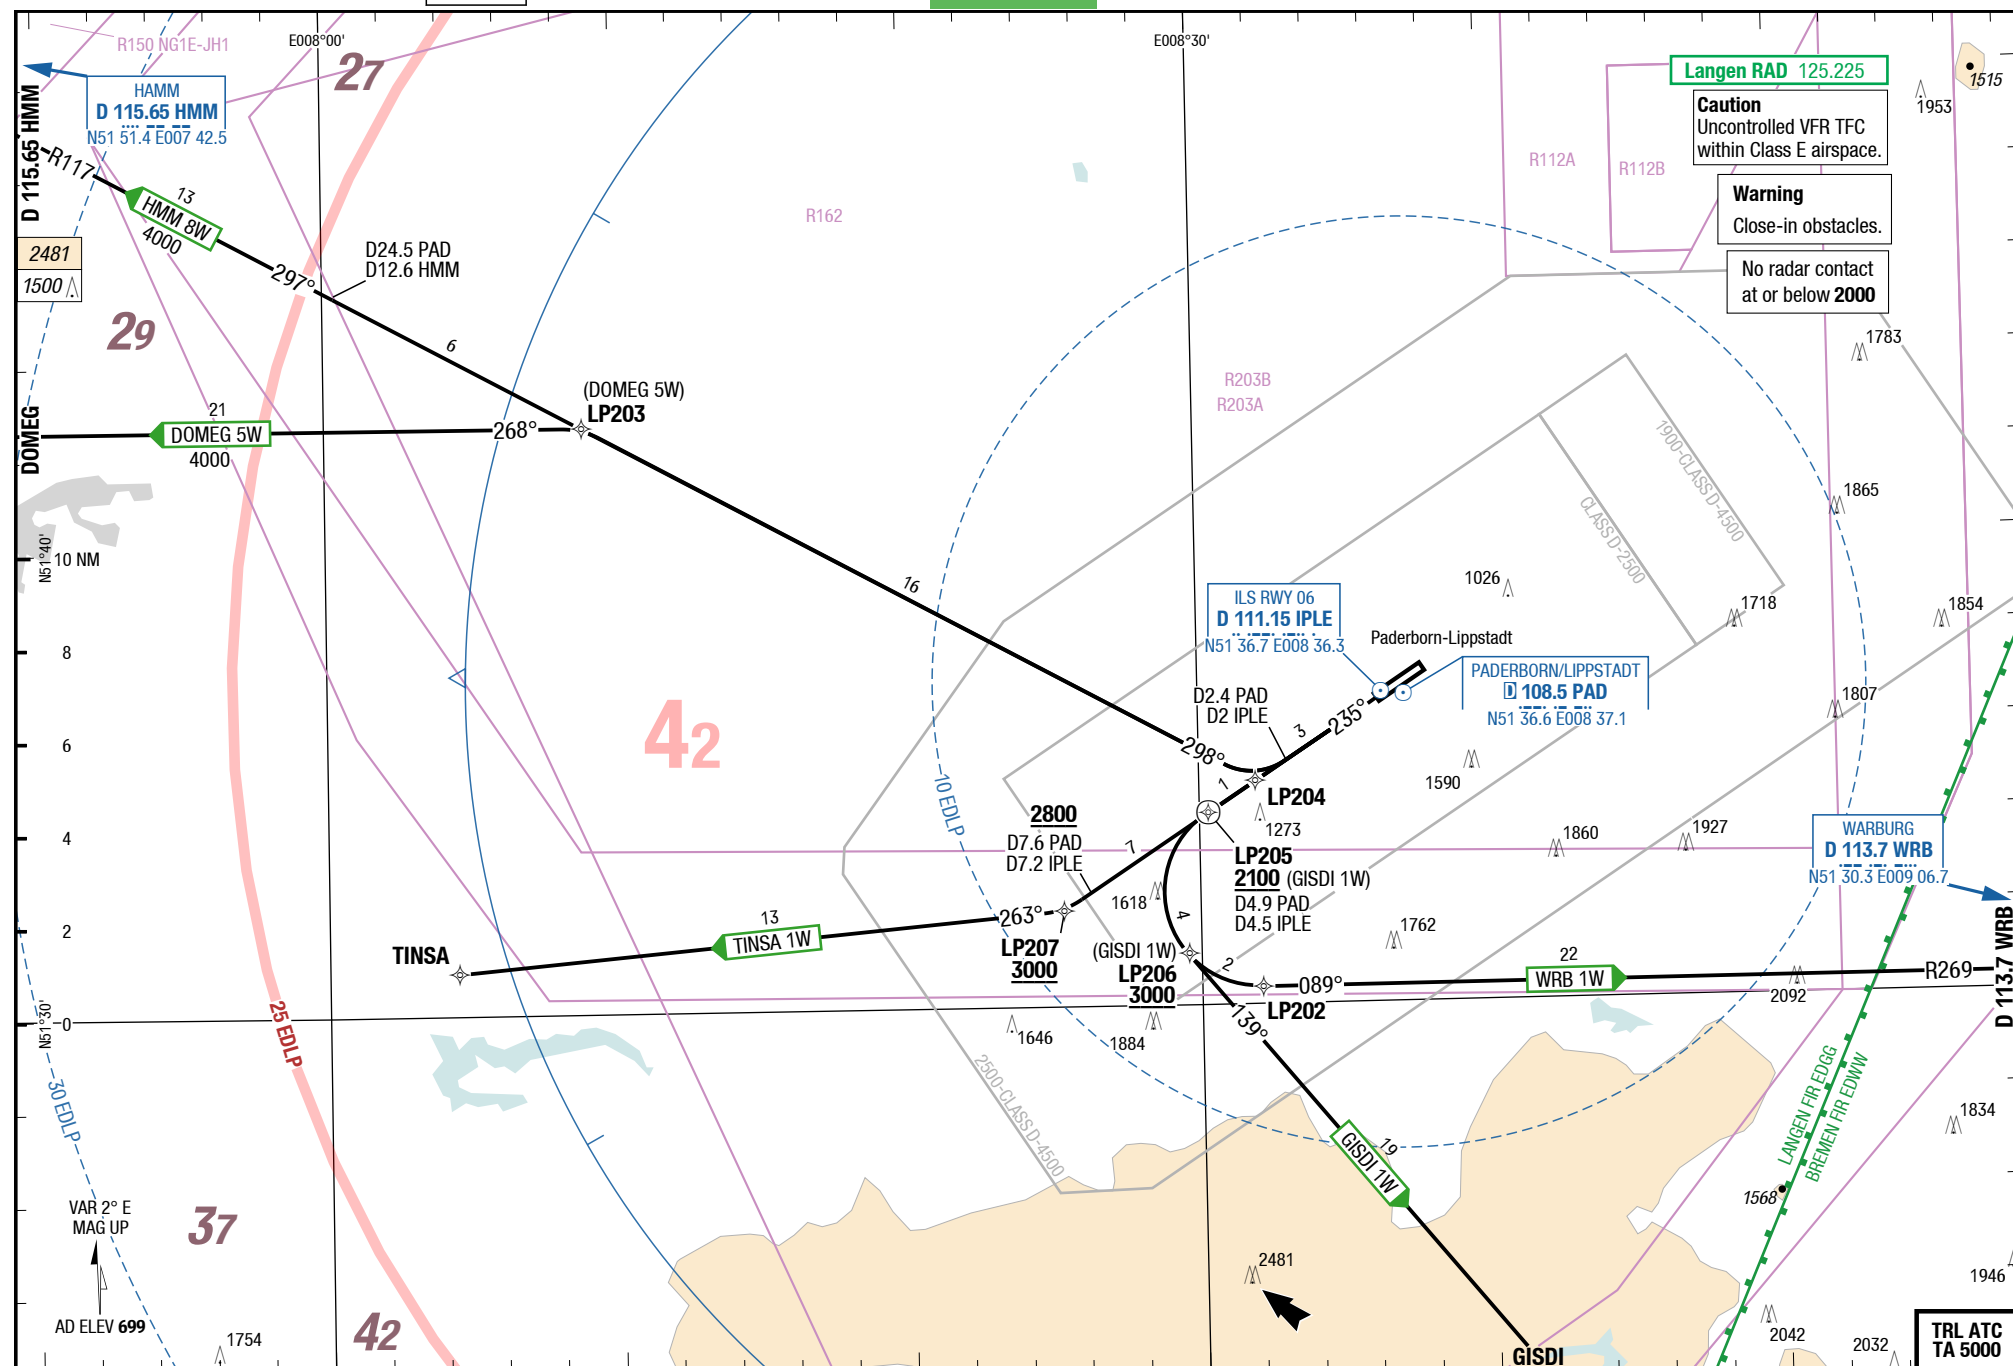 E008°00'
E008°30'
R150 NG1E-JH1
27
HAMM
D 115.65 HMM
N51 51.4 E007 42.5
D 115.65 HMM
R117
13
HMM 8W
4000
297°
D24.5 PAD
D12.6 HMM
2481
1500
29
6
R162
R112A
R112B
Langen RAD 125.225
Caution
Uncontrolled VFR TFC
within Class E airspace.
Warning
Close-in obstacles.
No radar contact
at or below 2000
1515
1953
1783
(DOMEG 5W)
LP203
DOMEG
21
DOMEG 5W
4000
268°
R203B
R203A
1900-CLASS D-4500
CLASS D-2500
1865
N51°40'
10 NM
8
6
4
2
0
N51°30'
16
1026
1718
1854
ILS RWY 06
D 111.15 IPLE
N51 36.7 E008 36.3
Paderborn-Lippstadt
PADERBORN/LIPPSTADT
D 108.5 PAD
N51 36.6 E008 37.1
1807
42
D2.4 PAD
D2 IPLE
3
235°
298°
1
LP204
1590
1273
10 EDLP
2800
D7.6 PAD
D7.2 IPLE
7
LP205
2100 (GISDI 1W)
D4.9 PAD
D4.5 IPLE
1860
1927
WARBURG
D 113.7 WRB
N51 30.3 E009 06.7
1618
4
1762
263°
13
TINSA 1W
TINSA
LP207
3000
(GISDI 1W)
LP206
3000
2
089°
LP202
22
WRB 1W
R269
D 113.7 WRB
2092
139°
1646
1884
25 EDLP
30 EDLP
2500-CLASS D-4500
GISDI 1W
19
LANGEN FIR EDGG
BREMEN FIR EDWW
1834
1568
VAR 2° E
MAG UP
37
2481
1946
AD ELEV 699
42
1754
GISDI
2042
2032
TRL ATC
TA 5000